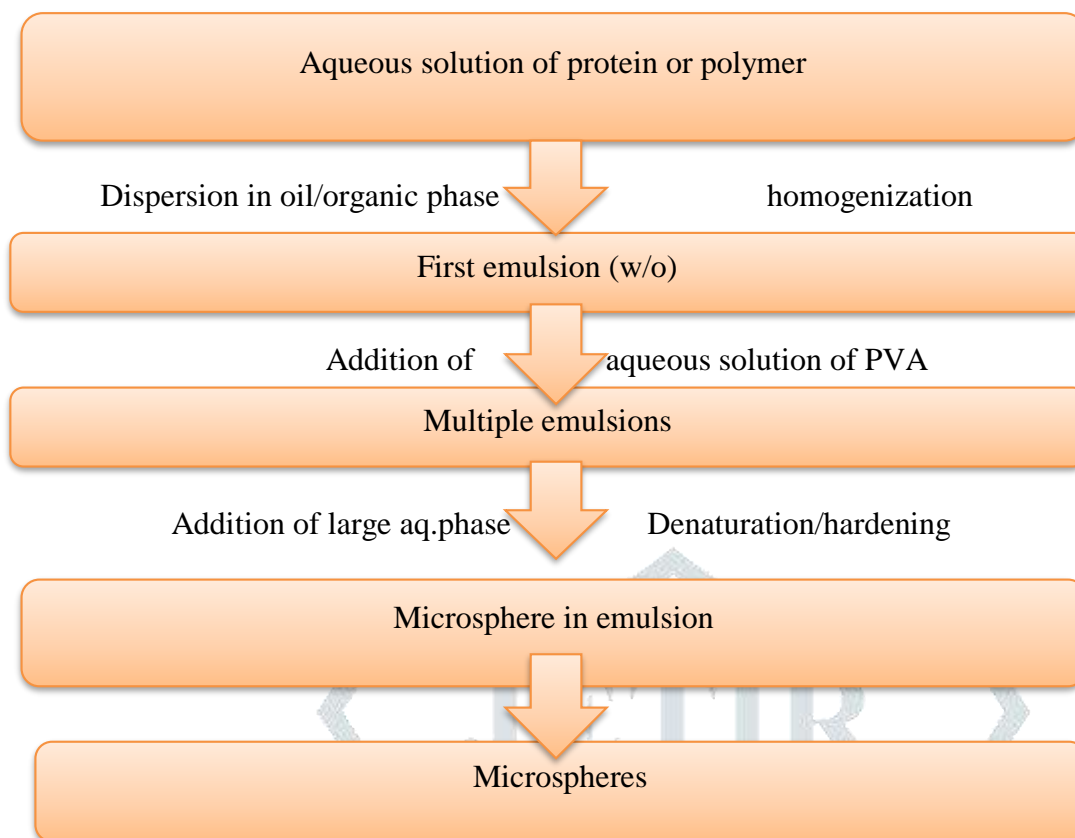 Aqueous solution of protein or polymer
Dispersion in oil/organic phase homogenization
First emulsion (w/o)
Addition of aqueous solution of PVA
Multiple emulsions
Addition of large aq.phase Denaturation/hardening
Microsphere in emulsion
JETIR
Microspheres